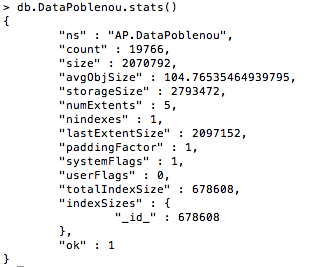 > db.DataPoblenou.stats()
{
"ns" : "AP.DataPoblenou",
"count" : 19766,
"size" : 2070792,
"avgObjSize" : 104.76535464939795,
"storageSize" : 2793472,
"numExtents" : 5,
"nindexes" : 1,
"lastExtentSize" : 2097152,
"paddingFactor" : 1,
"systemFlags" : 1,
"userFlags" : 0,
"totalIndexSize" : 678608,
"indexSizes" : {
"_id_" : 678608
},
"ok" : 1
} _